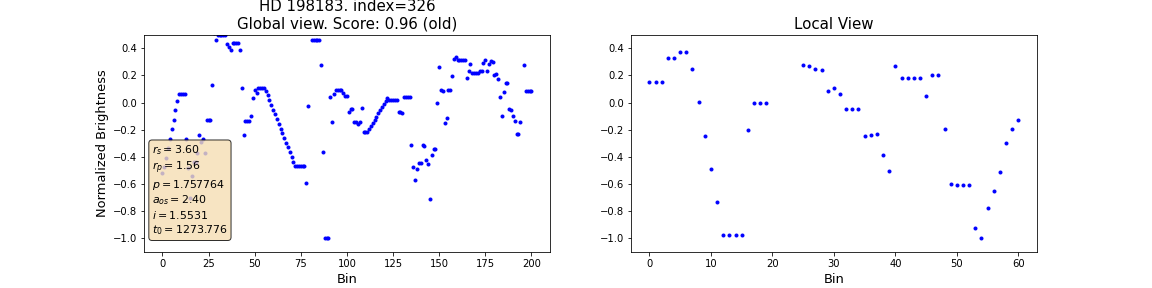 HD 198183. index=326
Global view. Score: 0.96 (old)
Normalized Brightness
0.4
0.2
0.0
−0.2
−0.4
−0.6
−0.8
−1.0
r_s = 3.60
r_p = 1.56
p = 1.757764
a_os = 2.40
i = 1.5531
t_0 = 1273.776
0 25 50 75 100 125 150 175 200
Bin
Local View
0.4
0.2
0.0
−0.2
−0.4
−0.6
−0.8
−1.0
0 10 20 30 40 50 60
Bin